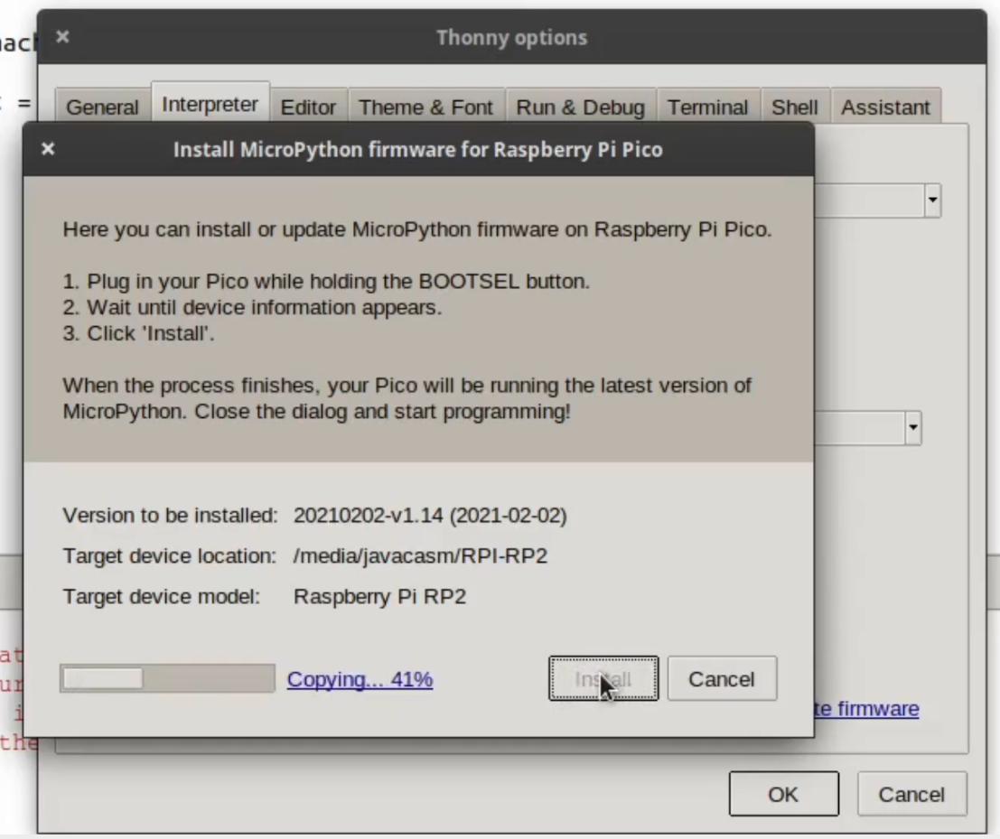 Thonny options
General Interpreter Editor Theme & Font Run & Debug Terminal Shell Assistant
Install MicroPython firmware for Raspberry Pi Pico
Here you can install or update MicroPython firmware on Raspberry Pi Pico.
1. Plug in your Pico while holding the BOOTSEL button.
2. Wait until device information appears.
3. Click 'Install'.
When the process finishes, your Pico will be running the latest version of
MicroPython. Close the dialog and start programming!
Version to be installed: 20210202-v1.14 (2021-02-02)
Target device location: /media/javacasm/RPI-RP2
Target device model: Raspberry Pi RP2
Copying... 41% Install Cancel
firmware
the
OK Cancel